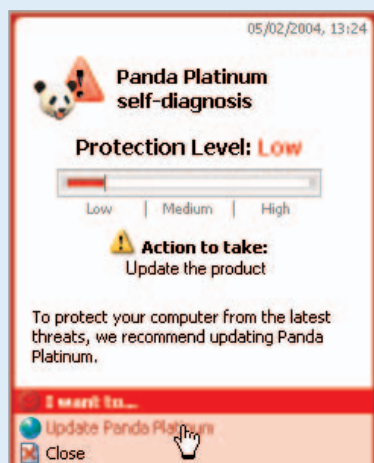 05/02/2004, 13:24
Panda Platinum
self-diagnosis
Protection Level: Low
Low | Medium | High
Action to take:
Update the product
To protect your computer from the latest
threats, we recommend updating Panda
Platinum.
I want to...
Update Panda Platinum
Close